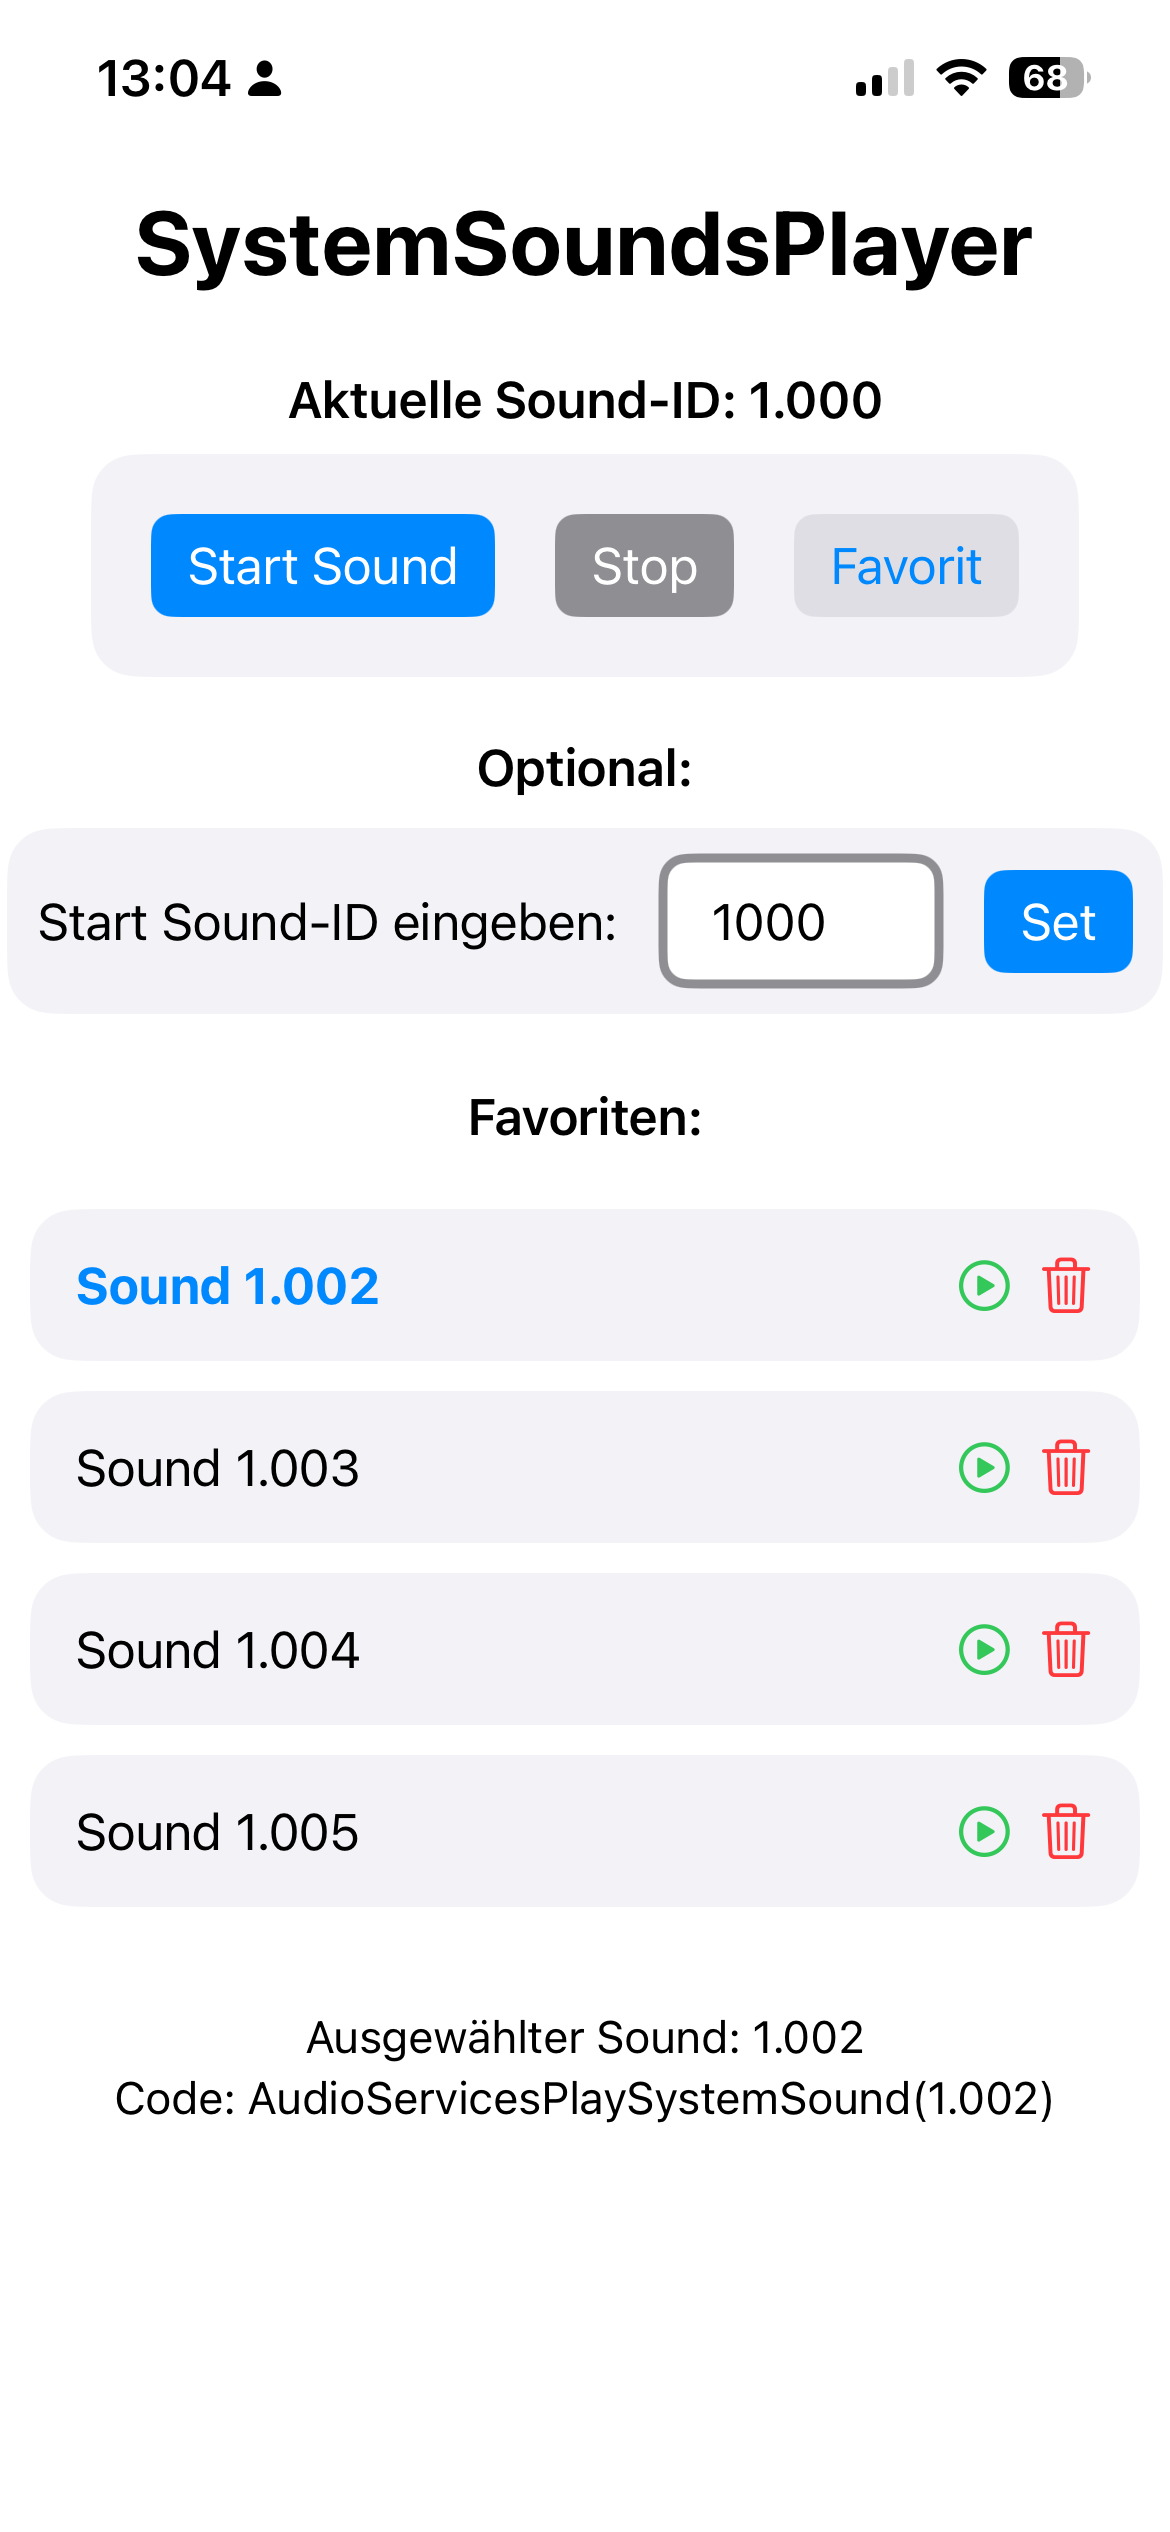 13:04
68
SystemSoundsPlayer
Aktuelle Sound-ID: 1.000
Start Sound Stop Favorit
Optional:
Start Sound-ID eingeben: 1000 Set
Favoriten:
Sound 1.002
Sound 1.003
Sound 1.004
Sound 1.005
Ausgewählter Sound: 1.002
Code: AudioServicesPlaySystemSound(1.002)